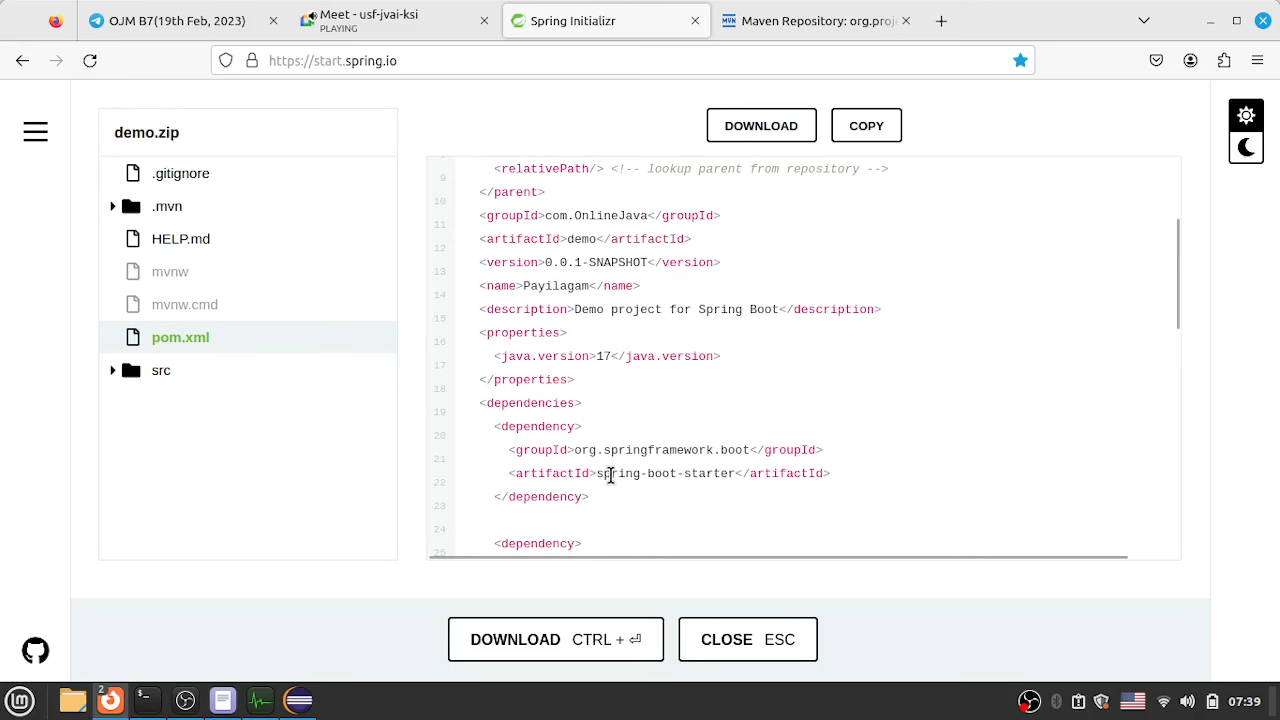 OJM B7(19th Feb, 2023)
Meet - usf-jvai-ksi
PLAYING
Spring Initializr
MVN
Maven Repository: org.proj
https://start.spring.io
demo.zip
DOWNLOAD
COPY
.gitignore
.mvn
HELP.md
mvnw
mvnw.cmd
pom.xml
src
<relativePath/> <!-- lookup parent from repository -->
9
</parent>
10
<groupId>com.OnlineJava</groupId>
11
<artifactId>demo</artifactId>
12
<version>0.0.1-SNAPSHOT</version>
13
<name>Payilagam</name>
14
<description>Demo project for Spring Boot</description>
15
<properties>
16
<java.version>17</java.version>
17
</properties>
18
<dependencies>
19
<dependency>
20
<groupId>org.springframework.boot</groupId>
21
<artifactId>spring-boot-starter</artifactId>
22
</dependency>
23
24
<dependency>
25
DOWNLOAD CTRL + ⏎
CLOSE ESC
2
07:39